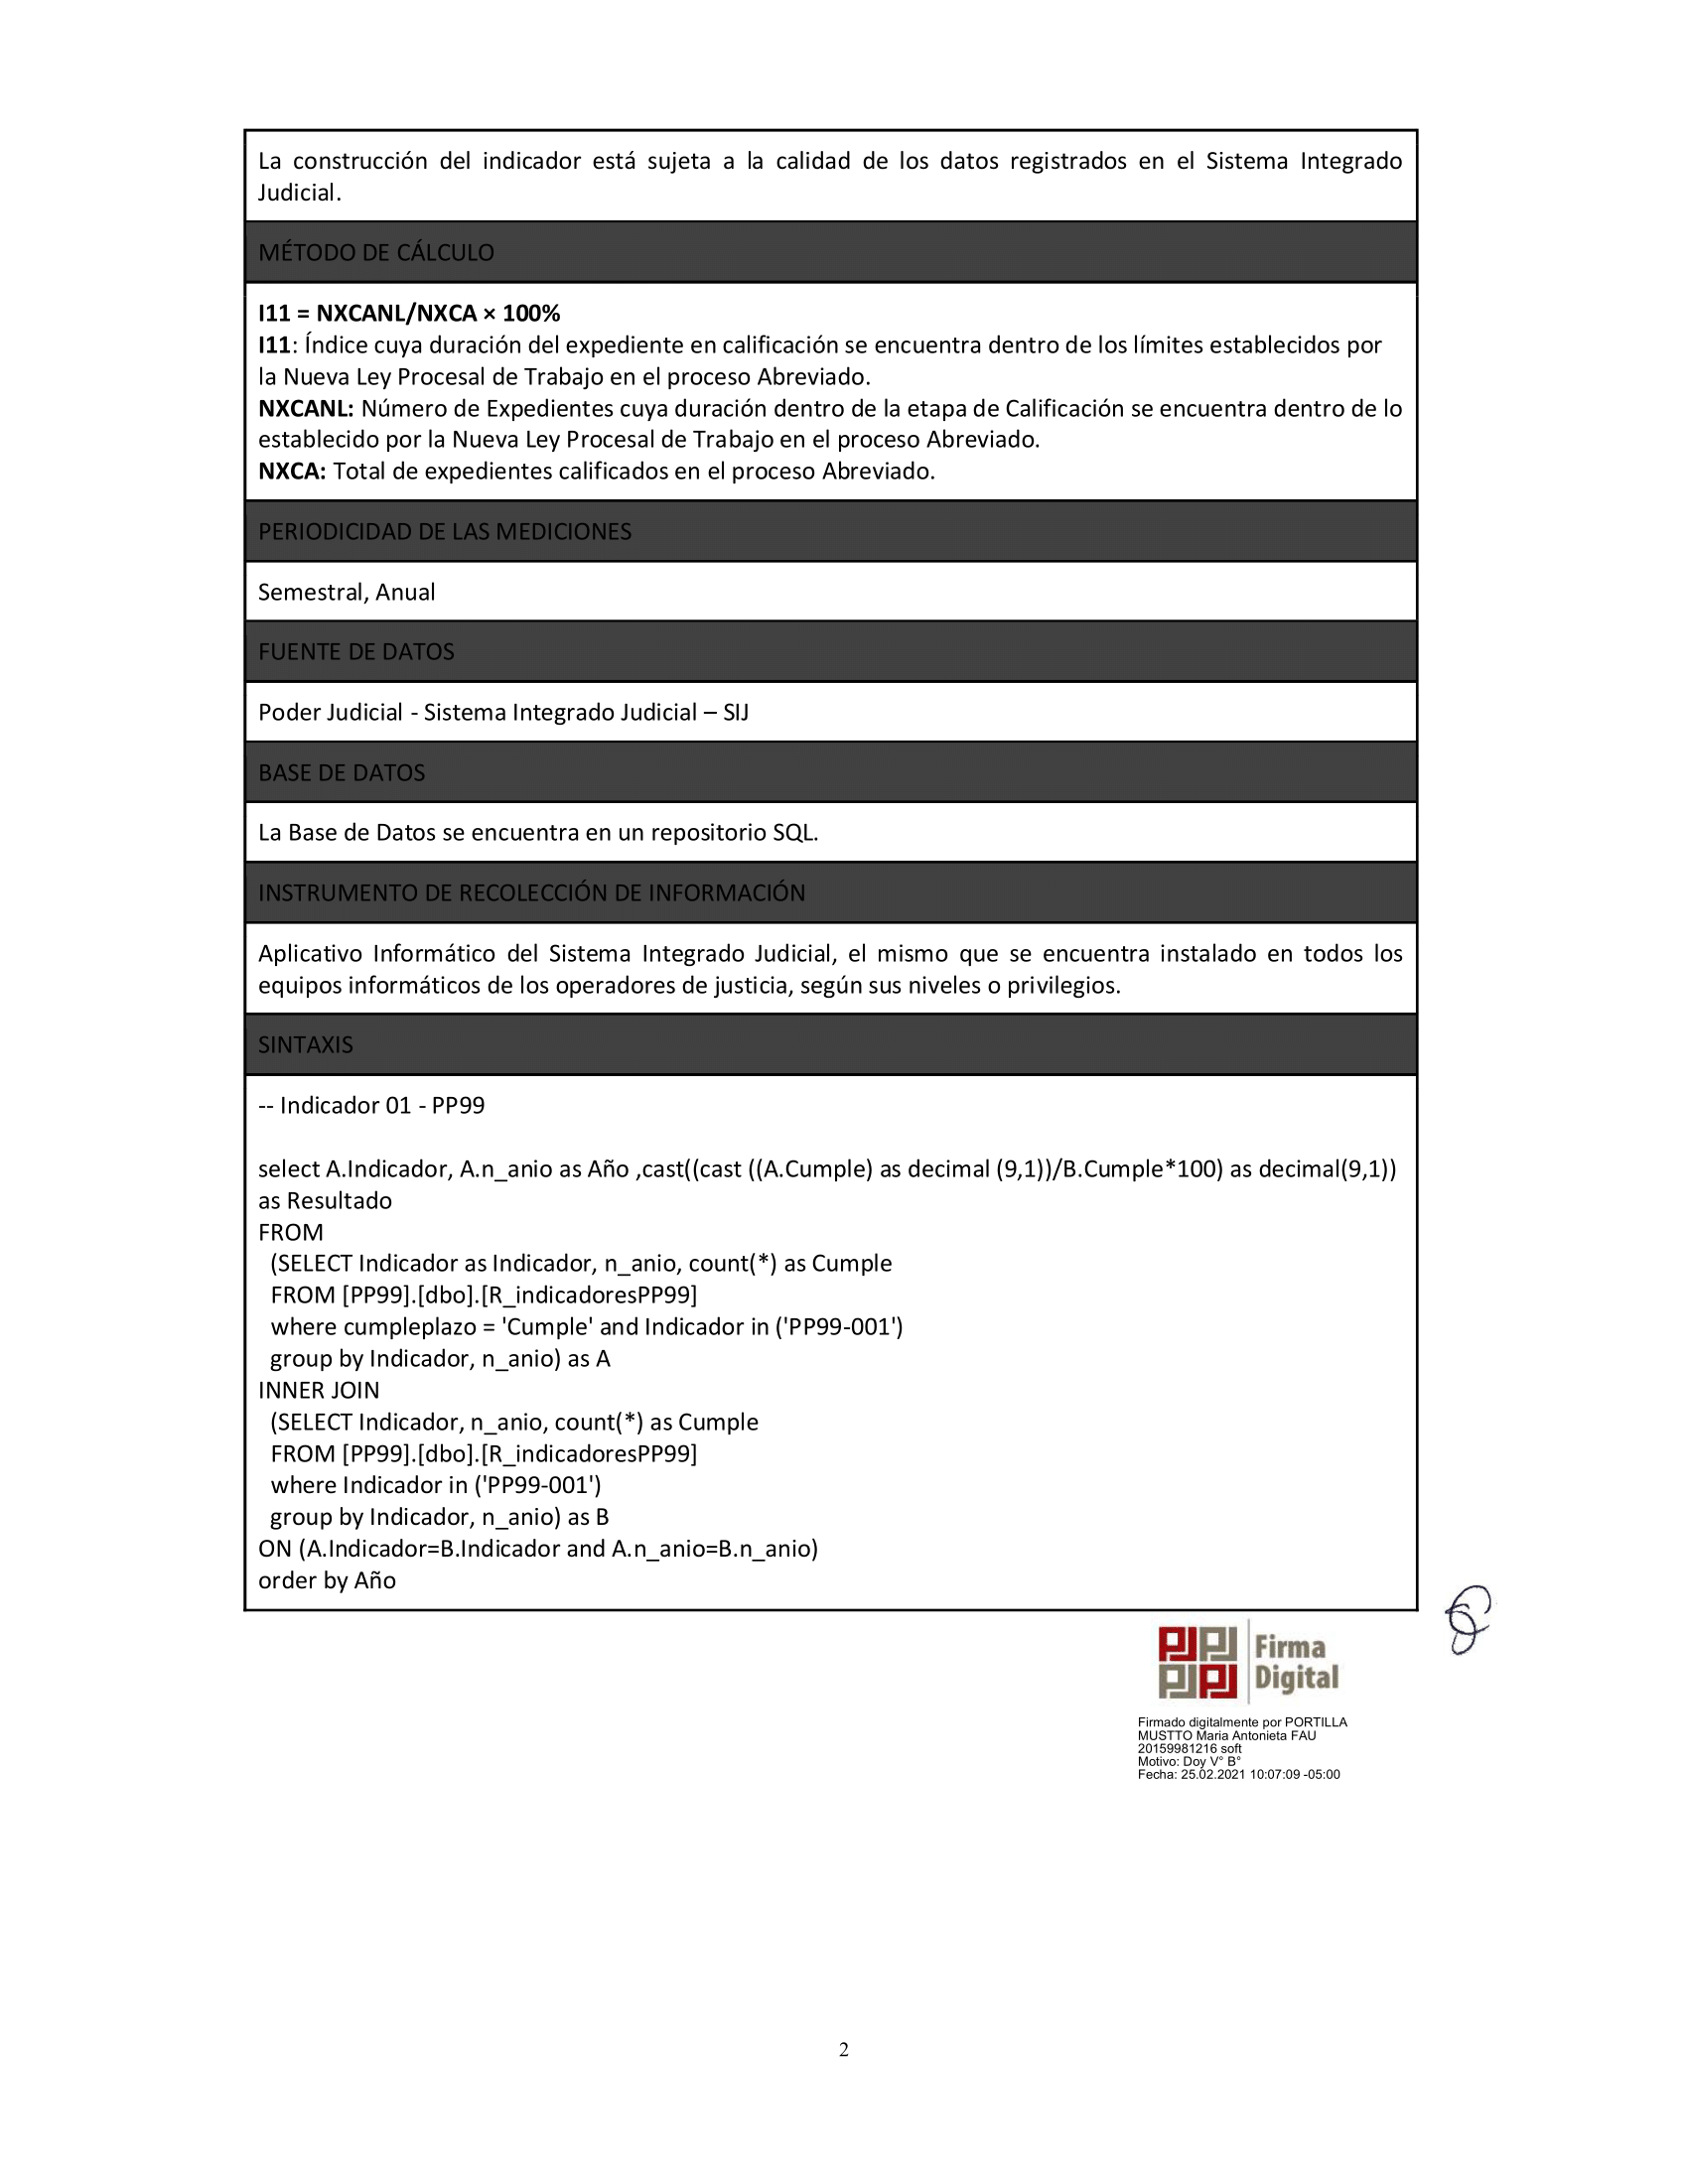 La construcción del indicador está sujeta a la calidad de los datos registrados en el Sistema Integrado
Judicial.
MÉTODO DE CÁLCULO
I11 = NXCANL/NXCA × 100%
I11: Índice cuya duración del expediente en calificación se encuentra dentro de los límites establecidos por
la Nueva Ley Procesal de Trabajo en el proceso Abreviado.
NXCANL: Número de Expedientes cuya duración dentro de la etapa de Calificación se encuentra dentro de lo
establecido por la Nueva Ley Procesal de Trabajo en el proceso Abreviado.
NXCA: Total de expedientes calificados en el proceso Abreviado.
PERIODICIDAD DE LAS MEDICIONES
Semestral, Anual
FUENTE DE DATOS
Poder Judicial - Sistema Integrado Judicial – SIJ
BASE DE DATOS
La Base de Datos se encuentra en un repositorio SQL.
INSTRUMENTO DE RECOLECCIÓN DE INFORMACIÓN
Aplicativo Informático del Sistema Integrado Judicial, el mismo que se encuentra instalado en todos los
equipos informáticos de los operadores de justicia, según sus niveles o privilegios.
SINTAXIS
-- Indicador 01 - PP99
select A.Indicador, A.n_anio as Año ,cast((cast ((A.Cumple) as decimal (9,1))/B.Cumple*100) as decimal(9,1))
as Resultado
FROM
(SELECT Indicador as Indicador, n_anio, count(*) as Cumple
FROM [PP99].[dbo].[R_indicadoresPP99]
where cumpleplazo = 'Cumple' and Indicador in ('PP99-001')
group by Indicador, n_anio) as A
INNER JOIN
(SELECT Indicador, n_anio, count(*) as Cumple
FROM [PP99].[dbo].[R_indicadoresPP99]
where Indicador in ('PP99-001')
group by Indicador, n_anio) as B
ON (A.Indicador=B.Indicador and A.n_anio=B.n_anio)
order by Año
Firma
Digital
Firmado digitalmente por PORTILLA
MUSTTO Maria Antonieta FAU
20159981216 soft
Motivo: Doy V° B°
Fecha: 25.02.2021 10:07:09 -05:00
2